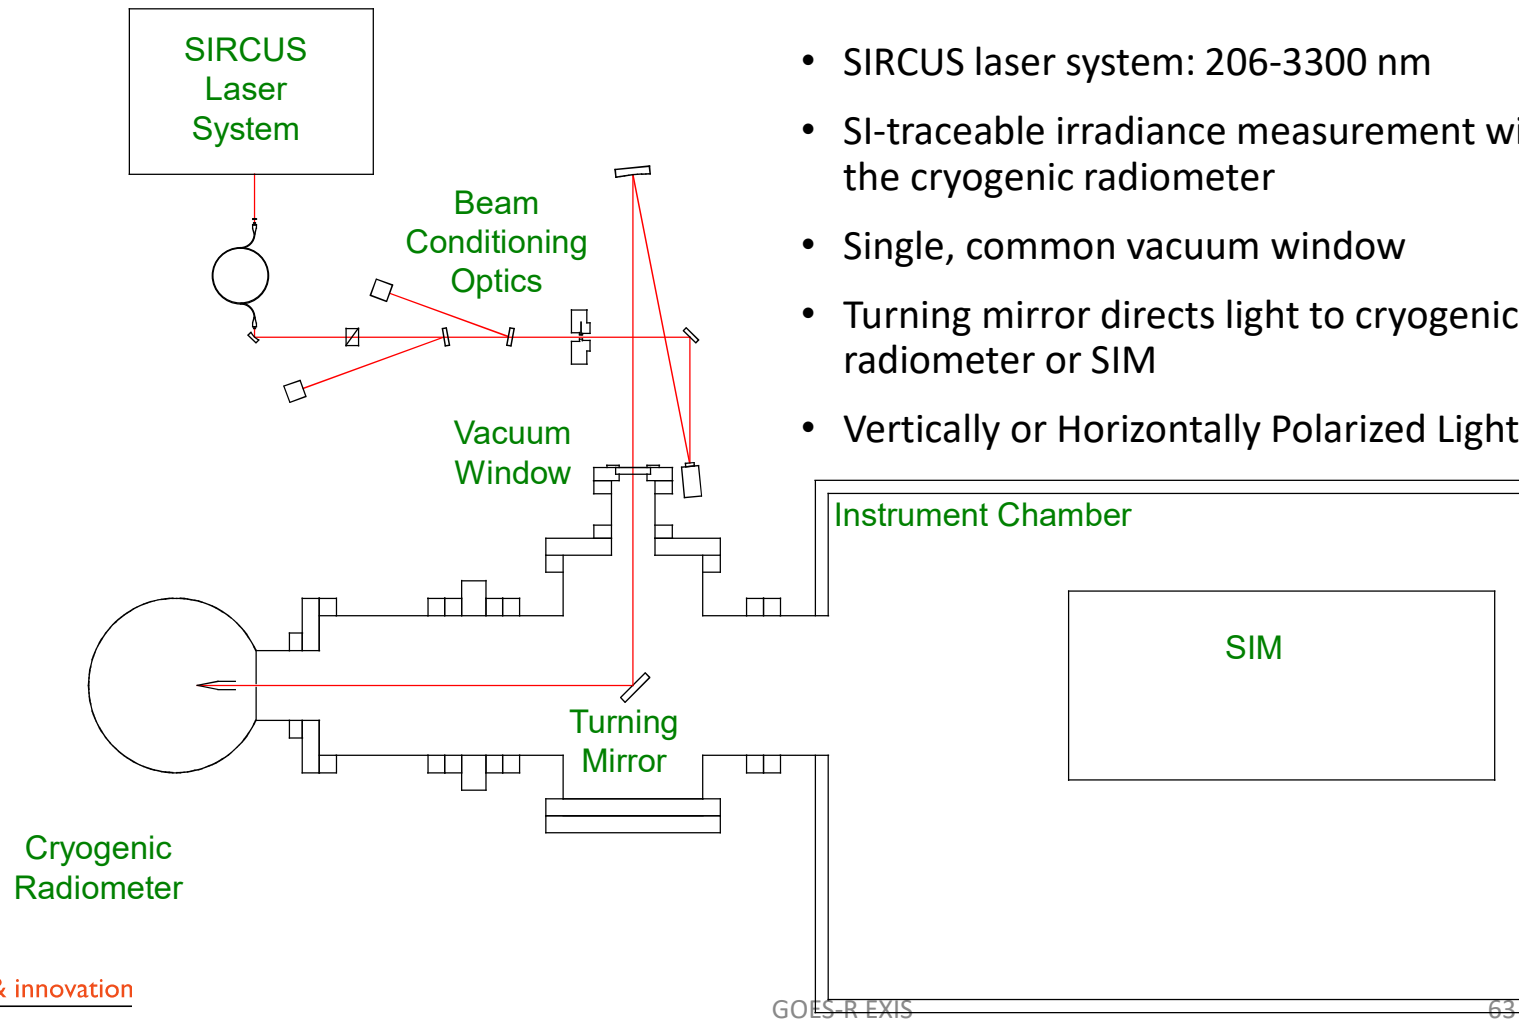 SIRCUS
Laser
System
Beam
Conditioning
Optics
Vacuum
Window
• SIRCUS laser system: 206-3300 nm
• SI-traceable irradiance measurement wi
the cryogenic radiometer
• Single, common vacuum window
• Turning mirror directs light to cryogenic
radiometer or SIM
• Vertically or Horizontally Polarized Light
Instrument Chamber
SIM
Turning
Mirror
Cryogenic
Radiometer
& innovation
GOES-R EXIS
63